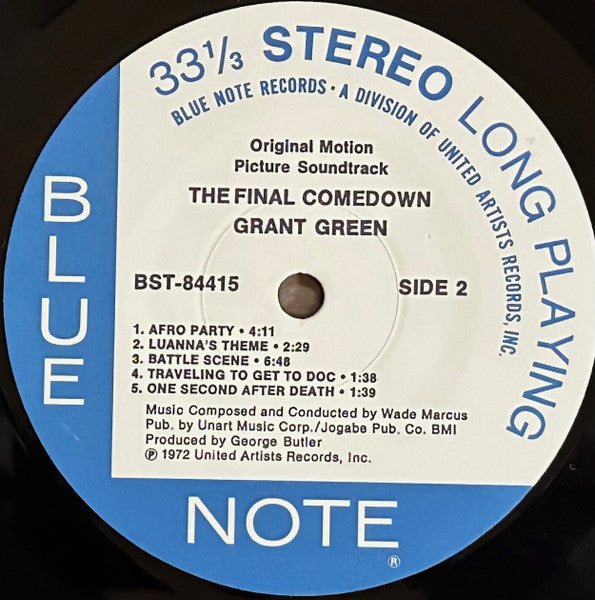 33 1/3 STEREO LONG PLAYING
BLUE NOTE RECORDS • A DIVISION OF UNITED ARTISTS RECORDS, INC.
Original Motion
Picture Soundtrack
THE FINAL COMEDOWN
GRANT GREEN
BST-84415 SIDE 2
1. AFRO PARTY • 4:11
2. LUANNA'S THEME • 2:29
3. BATTLE SCENE • 6:48
4. TRAVELING TO GET TO DOC • 1:38
5. ONE SECOND AFTER DEATH • 1:39
Music Composed and Conducted by Wade Marcus
Pub. by Unart Music Corp./Jogabe Pub. Co. BMI
Produced by George Butler
℗ 1972 United Artists Records, Inc.
BLUE
NOTE ®